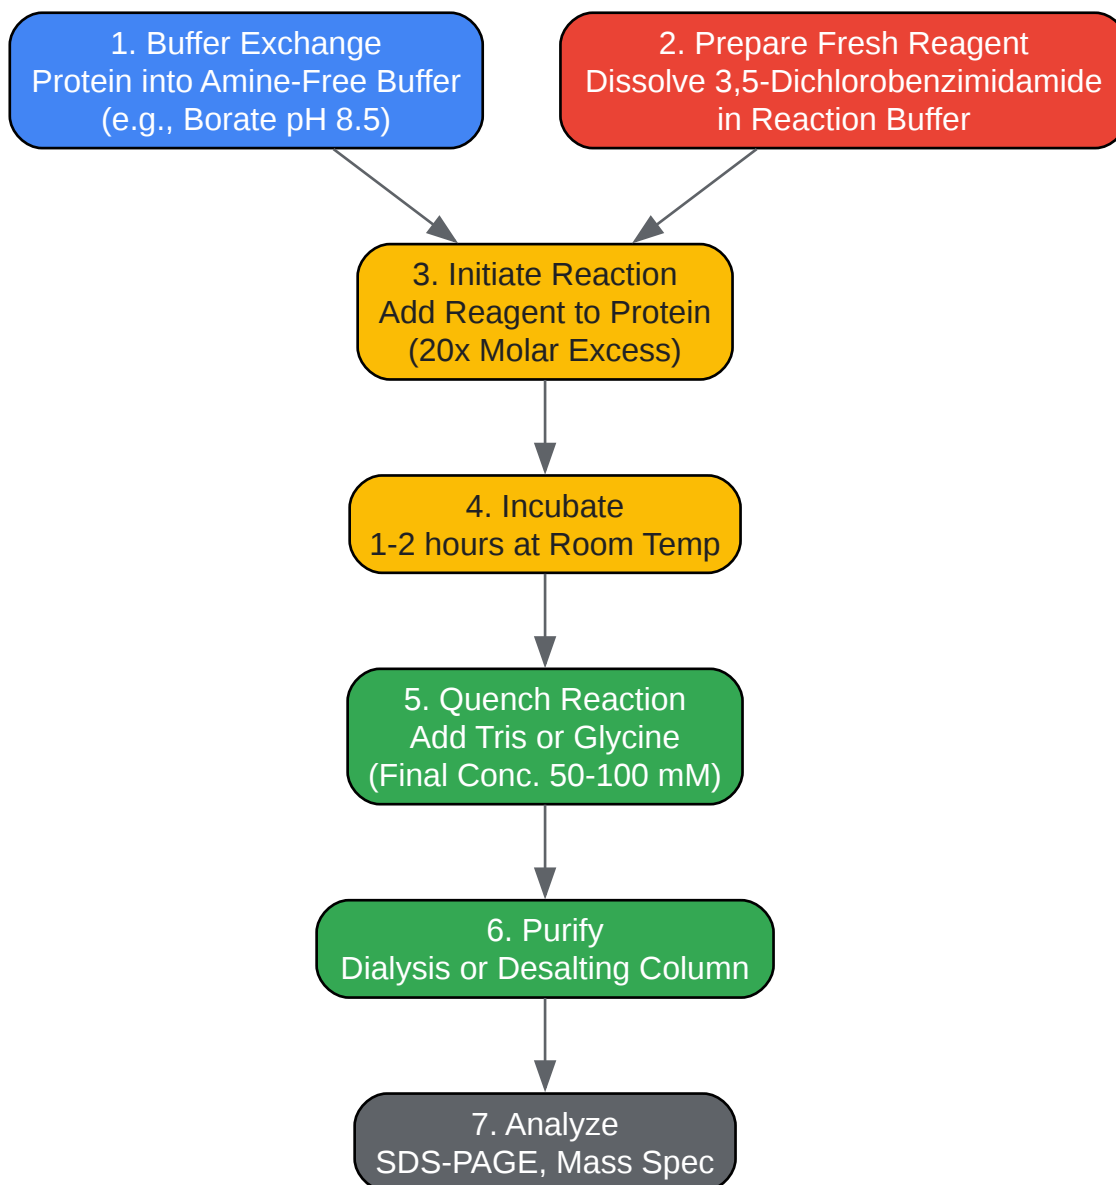 1. Buffer Exchange
Protein into Amine-Free Buffer
(e.g., Borate pH 8.5)
2. Prepare Fresh Reagent
Dissolve 3,5-Dichlorobenzimidamide
in Reaction Buffer
3. Initiate Reaction
Add Reagent to Protein
(20x Molar Excess)
4. Incubate
1-2 hours at Room Temp
5. Quench Reaction
Add Tris or Glycine
(Final Conc. 50-100 mM)
6. Purify
Dialysis or Desalting Column
7. Analyze
SDS-PAGE, Mass Spec